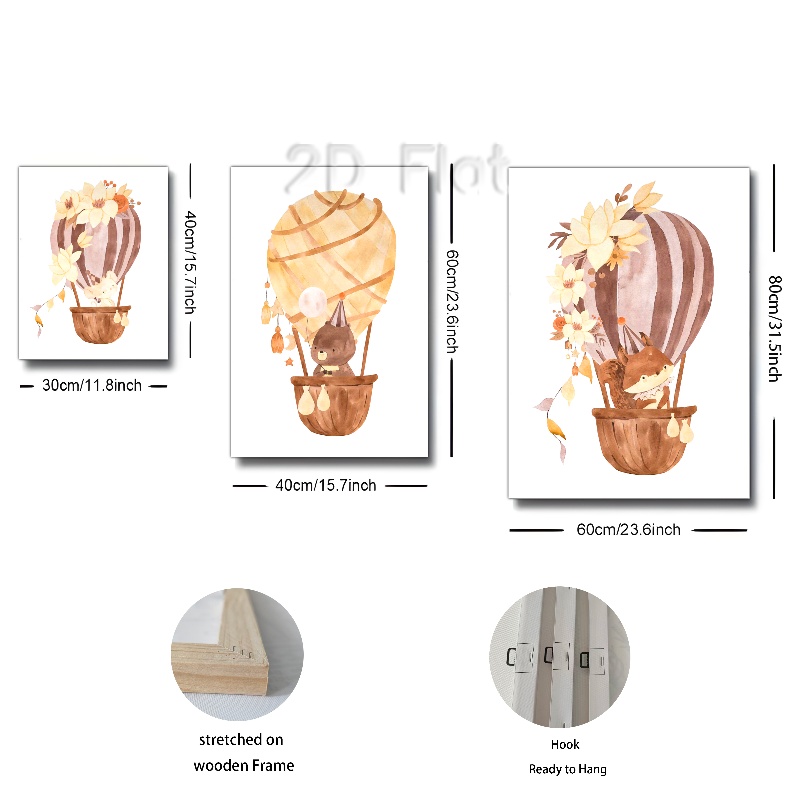 2D Flat
40cm/15.7inch
30cm/11.8inch
60cm/23.6inch
40cm/15.7inch
80cm/31.5inch
60cm/23.6inch
stretched on
wooden Frame
Hook
Ready to Hang